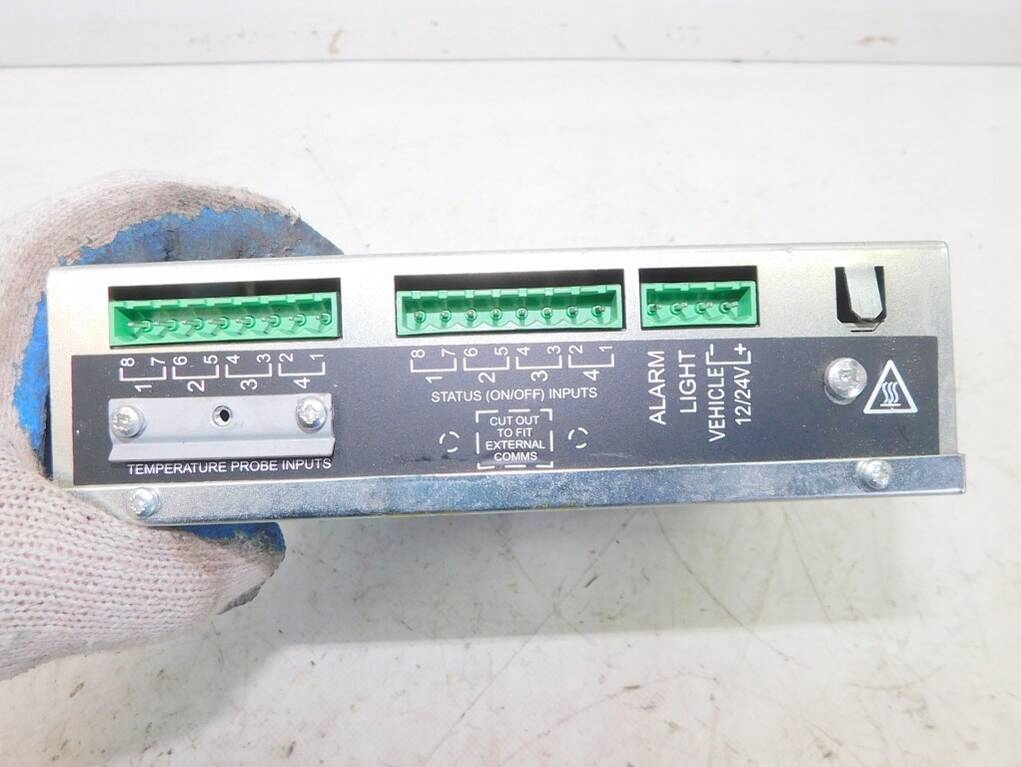 8 7 6 5 4 3 2 1
1 2 3 4
TEMPERATURE PROBE INPUTS
8 7 6 5 4 3 2 1
1 2 3 4
STATUS (ON/OFF) INPUTS
CUT OUT
TO FIT
EXTERNAL
COMMS
ALARM
LIGHT
VEHICLE -
12/24V +